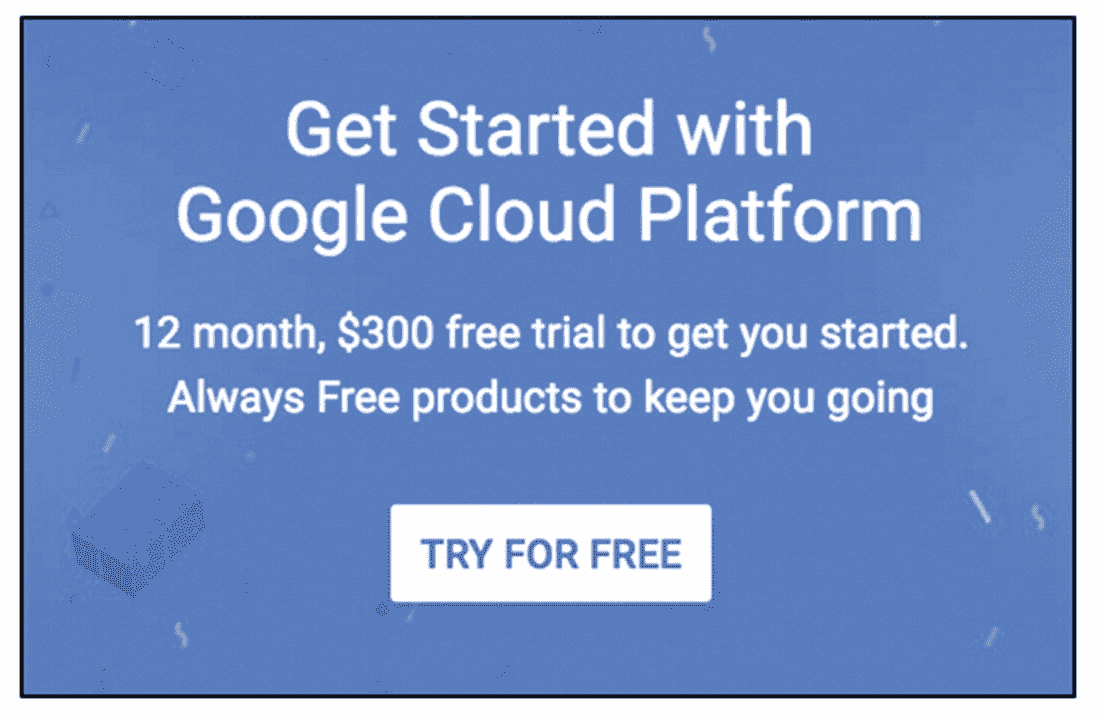 Get Started with
Google Cloud Platform
12 month, $300 free trial to get you started.
Always Free products to keep you going
TRY FOR FREE